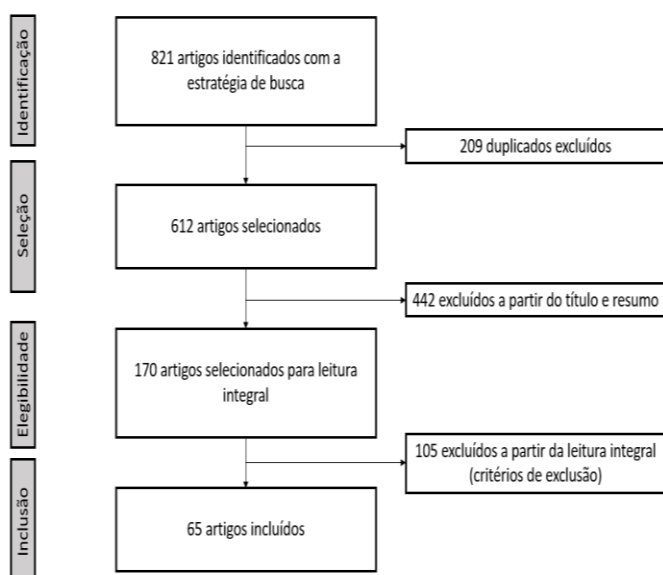 Identificação
821 artigos identificados com a
estratégia de busca
209 duplicados excluídos
Seleção
612 artigos selecionados
442 excluídos a partir do título e resumo
Elegibilidade
170 artigos selecionados para leitura
integral
105 excluídos a partir da leitura integral
(critérios de exclusão)
Inclusão
65 artigos incluídos